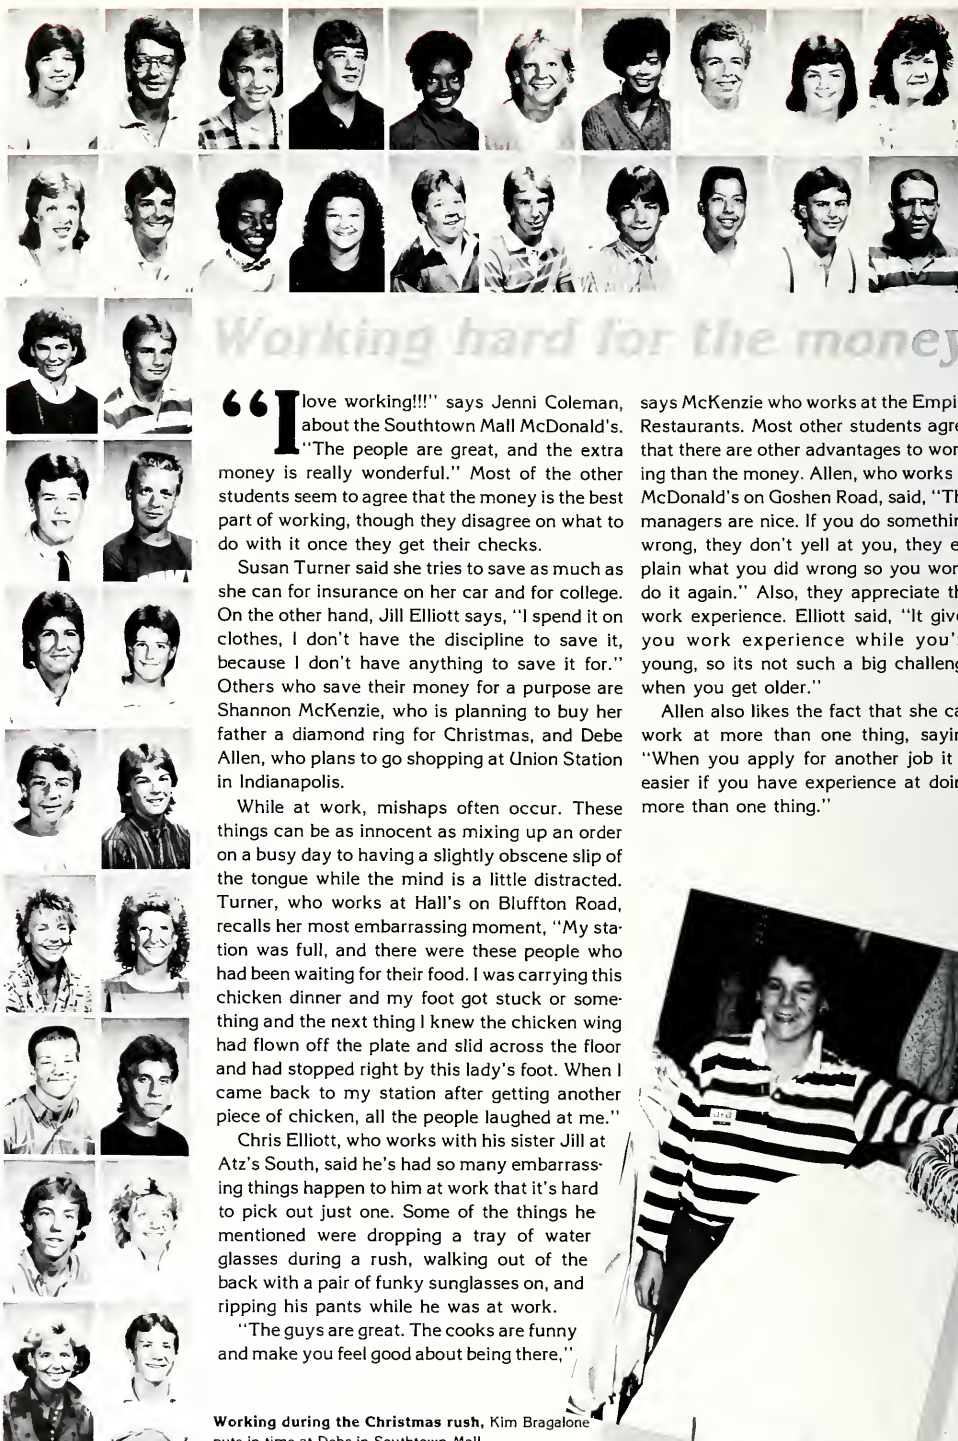 Working hard for the money
“I love working!!!” says Jenni Coleman,
about the Southtown Mall McDonald's.
“The people are great, and the extra
money is really wonderful.” Most of the other
students seem to agree that the money is the best
part of working, though they disagree on what to
do with it once they get their checks.
Susan Turner said she tries to save as much as
she can for insurance on her car and for college.
On the other hand, Jill Elliott says, “I spend it on
clothes, I don't have the discipline to save it,
because I don't have anything to save it for.”
Others who save their money for a purpose are
Shannon McKenzie, who is planning to buy her
father a diamond ring for Christmas, and Debe
Allen, who plans to go shopping at Union Station
in Indianapolis.
While at work, mishaps often occur. These
things can be as innocent as mixing up an order
on a busy day to having a slightly obscene slip of
the tongue while the mind is a little distracted.
Turner, who works at Hall's on Bluffton Road,
recalls her most embarrassing moment, “My sta-
tion was full, and there were these people who
had been waiting for their food. I was carrying this
chicken dinner and my foot got stuck or some-
thing and the next thing I knew the chicken wing
had flown off the plate and slid across the floor
and had stopped right by this lady's foot. When I
came back to my station after getting another
piece of chicken, all the people laughed at me.”
Chris Elliott, who works with his sister Jill at
Atz's South, said he's had so many embarrass-
ing things happen to him at work that it's hard
to pick out just one. Some of the things he
mentioned were dropping a tray of water
glasses during a rush, walking out of the
back with a pair of funky sunglasses on, and
ripping his pants while he was at work.
“The guys are great. The cooks are funny
and make you feel good about being there,”
says McKenzie who works at the Empi
Restaurants. Most other students agre
that there are other advantages to wor
ing than the money. Allen, who works
McDonald's on Goshen Road, said, “Th
managers are nice. If you do somethin
wrong, they don't yell at you, they e
plain what you did wrong so you won
do it again.” Also, they appreciate th
work experience. Elliott said, “It give
you work experience while you'
young, so its not such a big challeng
when you get older.”
Allen also likes the fact that she ca
work at more than one thing, sayin
“When you apply for another job it
easier if you have experience at doin
more than one thing.”
Working during the Christmas rush, Kim Bragalone
puts in time at Debs in Southtown Mall